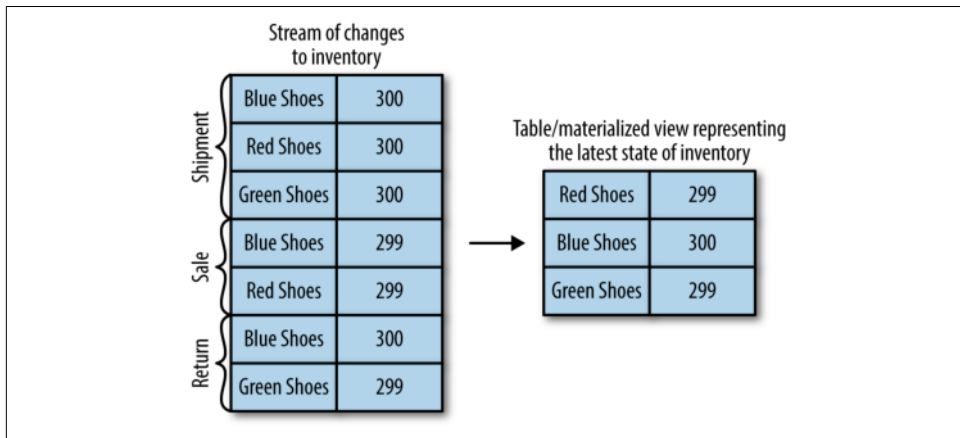 Stream of changes
to inventory
Shipment
Blue Shoes 300
Red Shoes 300
Green Shoes 300
Sale
Blue Shoes 299
Red Shoes 299
Return
Blue Shoes 300
Green Shoes 299
Table/materialized view representing
the latest state of inventory
Red Shoes 299
Blue Shoes 300
Green Shoes 299